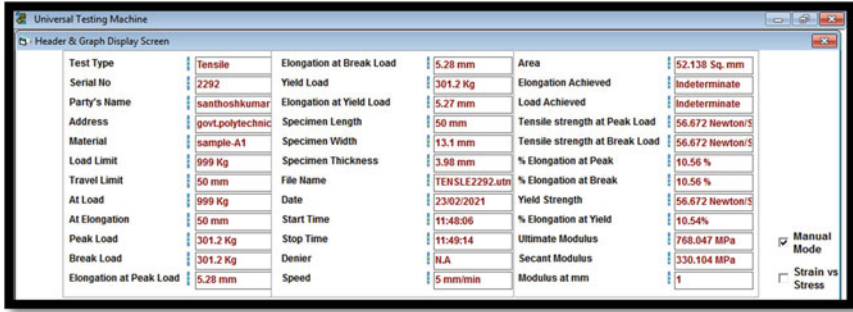 Universal Testing Machine
Header & Graph Display Screen
Test Type Tensile Elongation at Break Load 5.28 mm Area 52.138 Sq. mm
Serial No 2292 Yield Load 301.2 Kg Elongation Achieved Indeterminate
Party's Name santhoshkumar Elongation at Yield Load 5.27 mm Load Achieved Indeterminate
Address govt.polytechnic Specimen Length 50 mm Tensile strength at Peak Load 56.672 Newton/S
Material sample-A1 Specimen Width 13.1 mm Tensile strength at Break Load 56.672 Newton/S
Load Limit 999 Kg Specimen Thickness 3.98 mm % Elongation at Peak 10.56 %
Travel Limit 50 mm File Name TENSLE2292.utn % Elongation at Break 10.56 %
At Load 999 Kg Date 23/02/2021 Yield Strength 56.672 Newton/S
At Elongation 50 mm Start Time 11:48:06 % Elongation at Yield 10.54%
Peak Load 301.2 Kg Stop Time 11:49:14 Ultimate Modulus 768.047 MPa Manual Mode
Break Load 301.2 Kg Denier N.A Secant Modulus 330.104 MPa
Elongation at Peak Load 5.28 mm Speed 5 mm/min Modulus at mm 1 Strain vs Stress